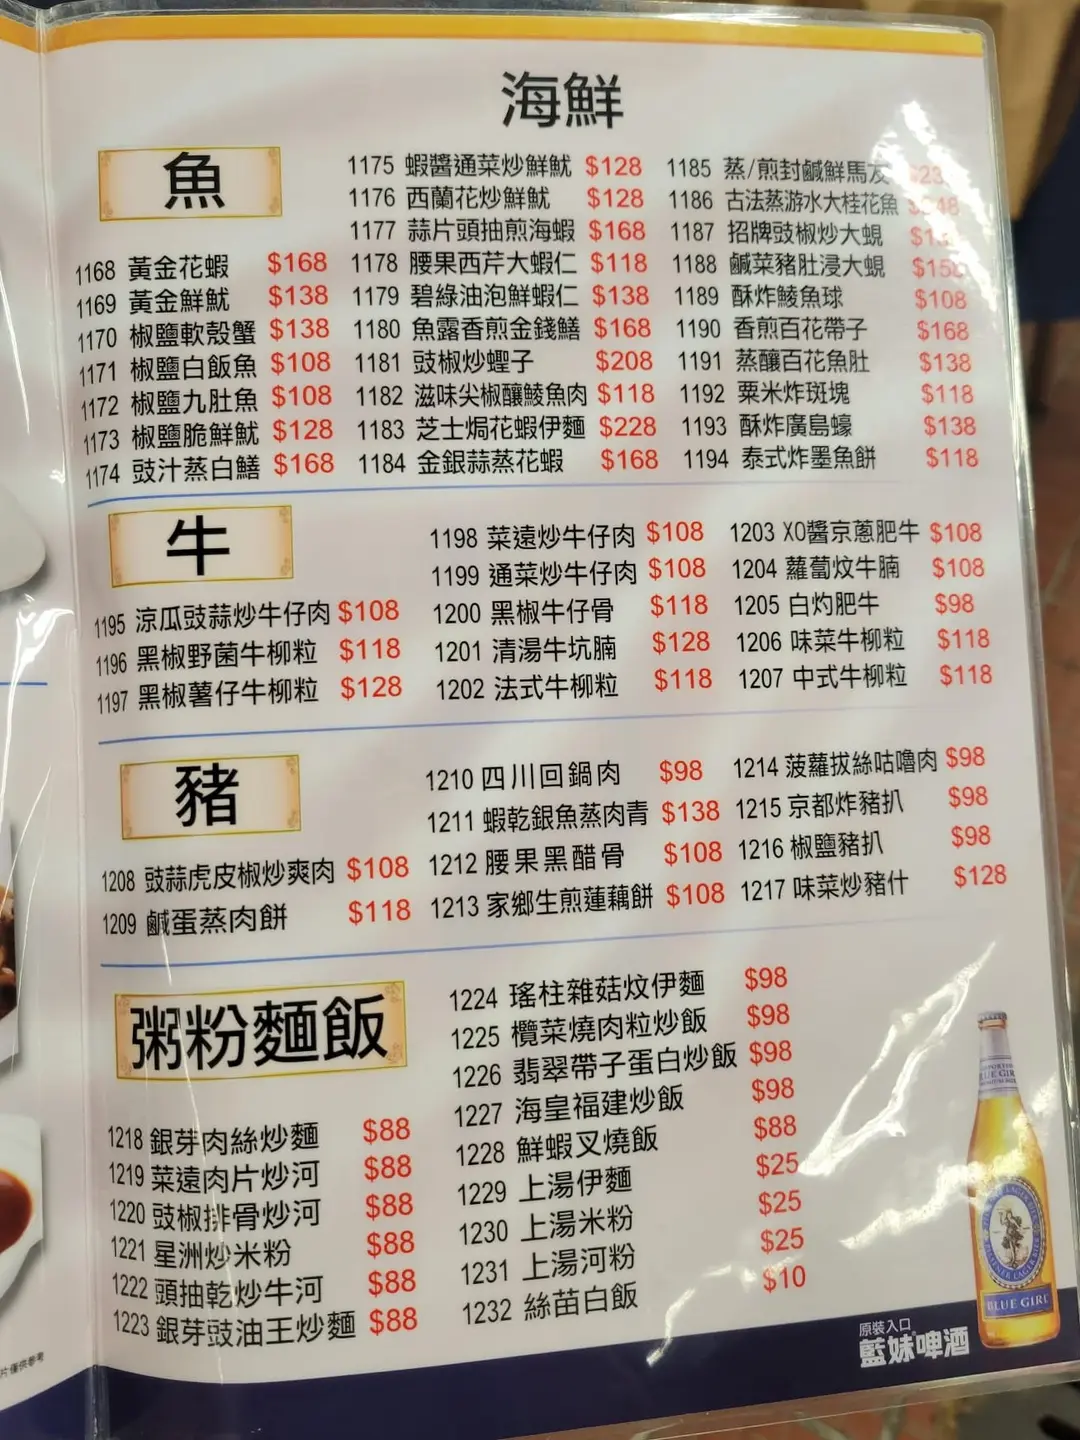 海鮮
魚
1168 黃金花蝦 $168
1169 黃金鮮魷 $138
1170 椒鹽軟殼蟹 $138
1171 椒鹽白飯魚 $108
1172 椒鹽九肚魚 $108
1173 椒鹽脆鮮魷 $128
1174 豉汁蒸白鱔 $168
1175 蝦醬通菜炒鮮魷 $128
1176 西蘭花炒鮮魷 $128
1177 蒜片頭抽煎海蝦 $168
1178 腰果西芹大蝦仁 $118
1179 碧綠油泡鮮蝦仁 $138
1180 魚露香煎金錢鱔 $168
1181 豉椒炒蟶子 $208
1182 滋味尖椒釀鯪魚肉 $118
1183 芝士焗花蝦伊麵 $228
1184 金銀蒜蒸花蝦 $168
1185 蒸/煎封鹹鮮馬友
1186 古法蒸游水大桂花魚
1187 招牌豉椒炒大蜆
1188 鹹菜豬肚浸大蜆 $158
1189 酥炸鯪魚球 $108
1190 香煎百花帶子 $168
1191 蒸釀百花魚肚 $138
1192 粟米炸斑塊 $118
1193 酥炸廣島蠔 $138
1194 泰式炸墨魚餅 $118
牛
1195 涼瓜豉蒜炒牛仔肉 $108
1196 黑椒野菌牛柳粒 $118
1197 黑椒薯仔牛柳粒 $128
1198 菜遠炒牛仔肉 $108
1199 通菜炒牛仔肉 $108
1200 黑椒牛仔骨 $118
1201 清湯牛坑腩 $128
1202 法式牛柳粒 $118
1203 XO醬京蔥肥牛 $108
1204 蘿蔔炆牛腩 $108
1205 白灼肥牛 $98
1206 味菜牛柳粒 $118
1207 中式牛柳粒 $118
豬
1208 豉蒜虎皮椒炒爽肉 $108
1209 鹹蛋蒸肉餅 $118
1210 四川回鍋肉 $98
1211 蝦乾銀魚蒸肉青 $138
1212 腰果黑醋骨 $108
1213 家鄉生煎蓮藕餅 $108
1214 菠蘿拔絲咕嚕肉 $98
1215 京都炸豬扒 $98
1216 椒鹽豬扒 $98
1217 味菜炒豬什 $128
粥粉麵飯
1218 銀芽肉絲炒麵 $88
1219 菜遠肉片炒河 $88
1220 豉椒排骨炒河 $88
1221 星洲炒米粉 $88
1222 頭抽乾炒牛河 $88
1223 銀芽豉油王炒麵 $88
1224 瑤柱雜菇炆伊麵 $98
1225 欖菜燒肉粒炒飯 $98
1226 翡翠帶子蛋白炒飯 $98
1227 海皇福建炒飯 $98
1228 鮮蝦叉燒飯 $88
1229 上湯伊麵 $25
1230 上湯米粉 $25
1231 上湯河粉 $25
1232 絲苗白飯 $10
BLUE GIRL
原裝入口
藍妹啤酒
片僅供參考